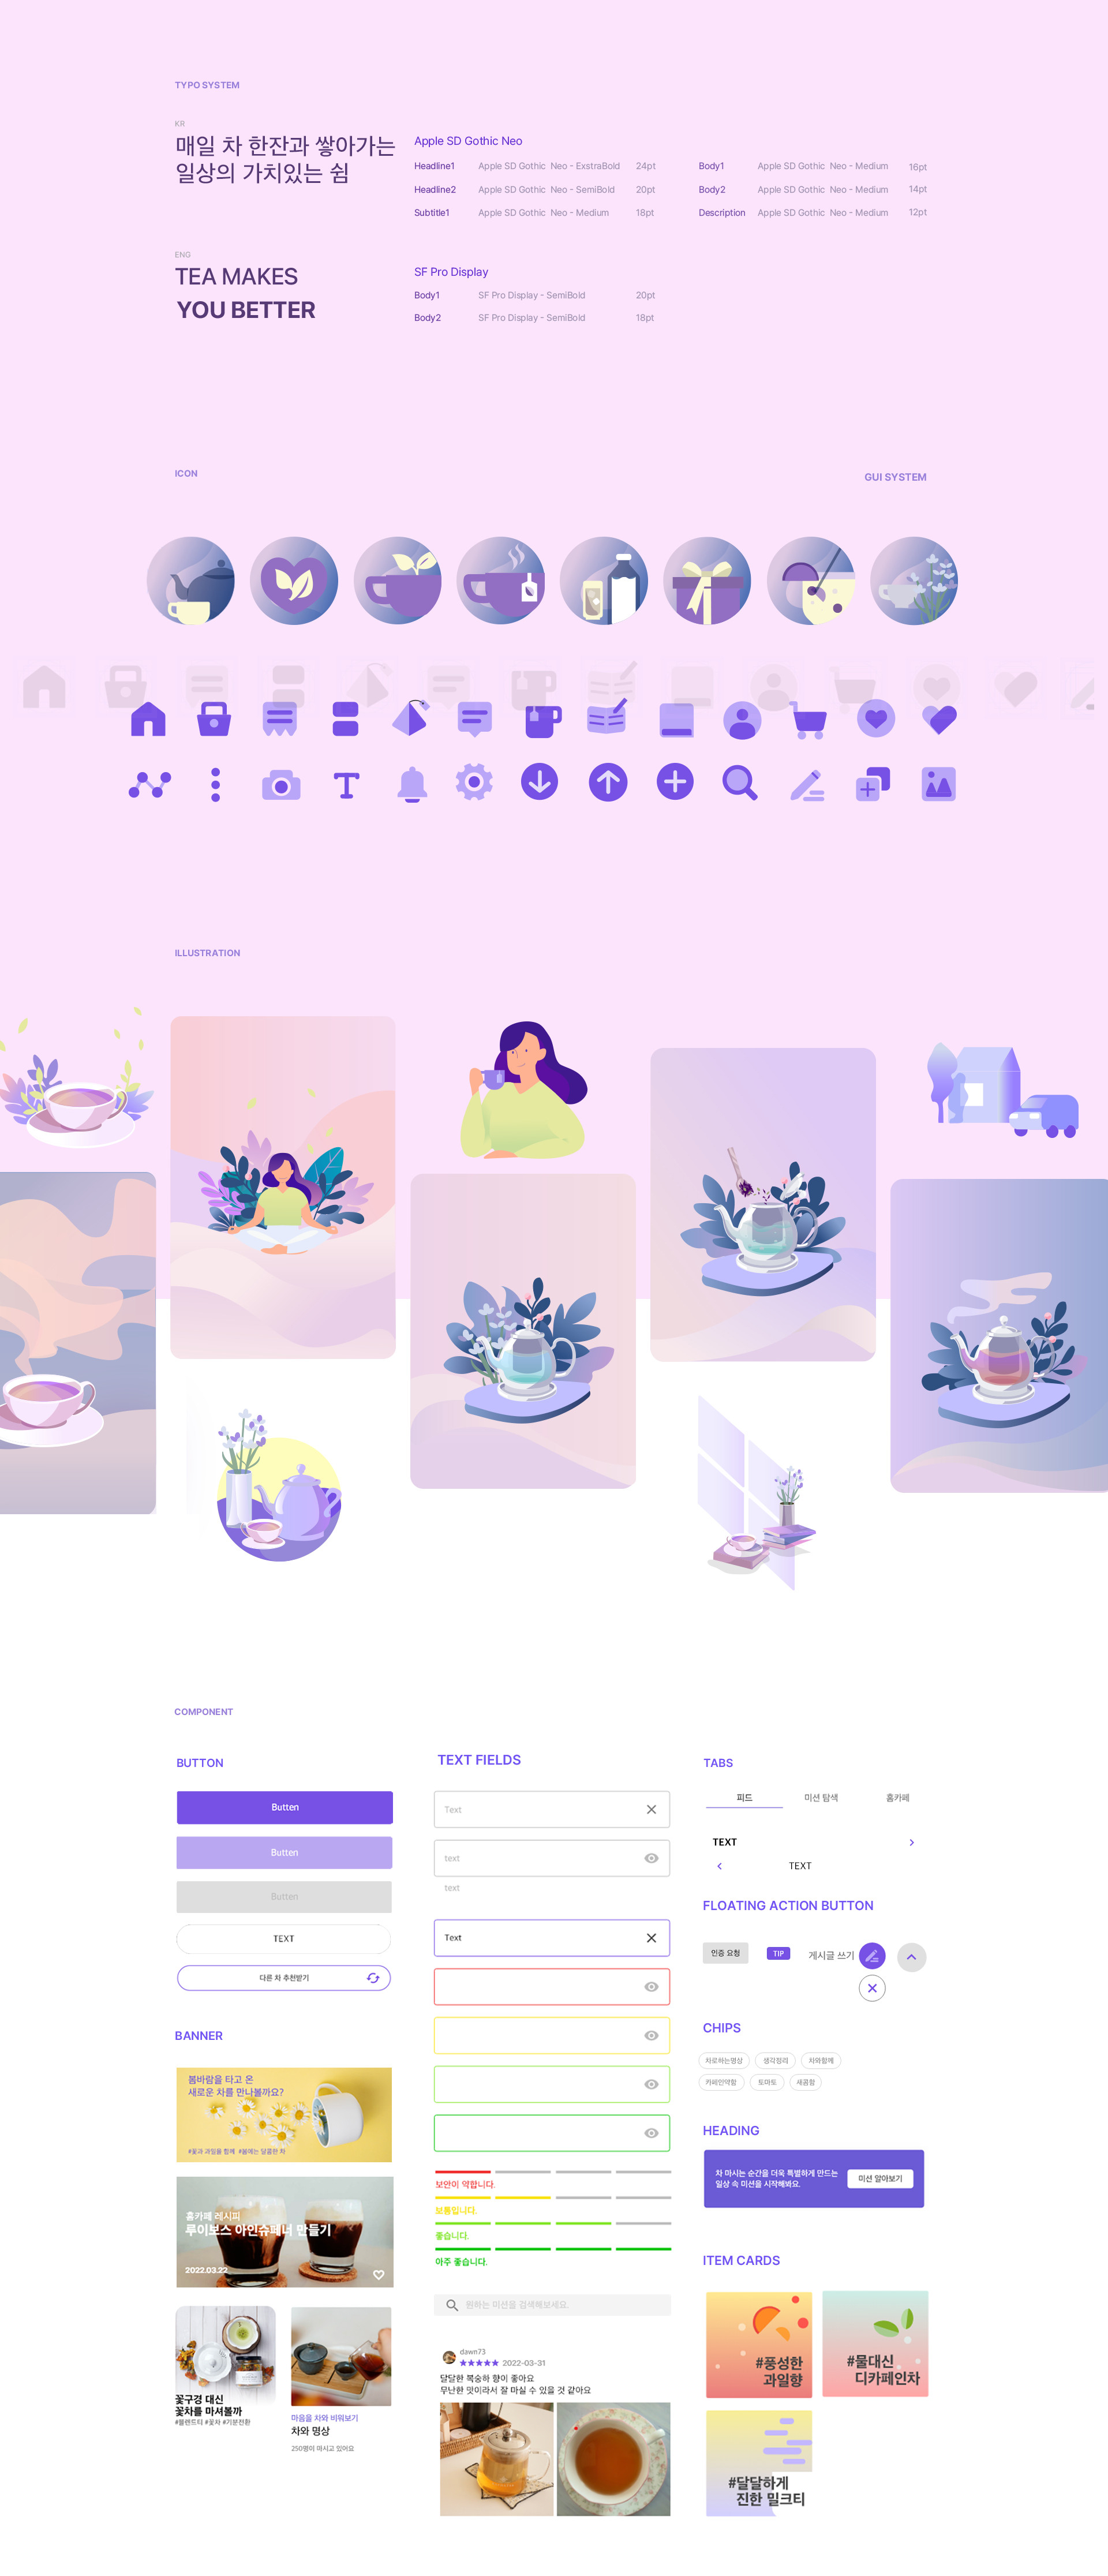 TYPO SYSTEM
KR
매일 차 한잔과 쌓아가는
일상의 가치있는 쉼
Apple SD Gothic Neo
Headline1 Apple SD Gothic Neo - ExstraBold 24pt
Headline2 Apple SD Gothic Neo - SemiBold 20pt
Subtitle1 Apple SD Gothic Neo - Medium 18pt
Body1 Apple SD Gothic Neo - Medium 16pt
Body2 Apple SD Gothic Neo - Medium 14pt
Description Apple SD Gothic Neo - Medium 12pt
ENG
TEA MAKES
YOU BETTER
SF Pro Display
Body1 SF Pro Display - SemiBold 20pt
Body2 SF Pro Display - SemiBold 18pt
ICON
GUI SYSTEM
ILLUSTRATION
COMPONENT
BUTTON
Butten
Butten
Butten
TEXT
다른 차 추천받기
BANNER
봄바람을 타고 온
새로운 차를 만나볼까요?
#꽃과 과일을 함께 #봄에는 달콤한 차
홈카페 레시피
루이보스 아인슈페너 만들기
2022.03.22
꽃구경 대신
꽃차를 마셔볼까
#블랜드티 #꽃차 #기분전환
마음을 차와 비워보기
차와 명상
250명이 마시고 있어요
TEXT FIELDS
Text
text
text
Text
보안이 약합니다.
보통입니다.
좋습니다.
아주 좋습니다.
원하는 미션을 검색해보세요.
dawn73
★★★★★ 2022-03-31
달달한 복숭아 향이 좋아요
무난한 맛이라서 잘 마실 수 있을 것 같아요
TABS
피드 미션 탐색 홈카페
TEXT
TEXT
FLOATING ACTION BUTTON
인증 요청
TIP
게시글 쓰기
CHIPS
차로하는명상 생각정리 차와함께
카페인약함 토마토 새콤함
HEADING
차 마시는 순간을 더욱 특별하게 만드는
일상 속 미션을 시작해봐요.
미션 알아보기
ITEM CARDS
#풍성한
과일향
#물대신
디카페인차
#달달하게
진한 밀크티